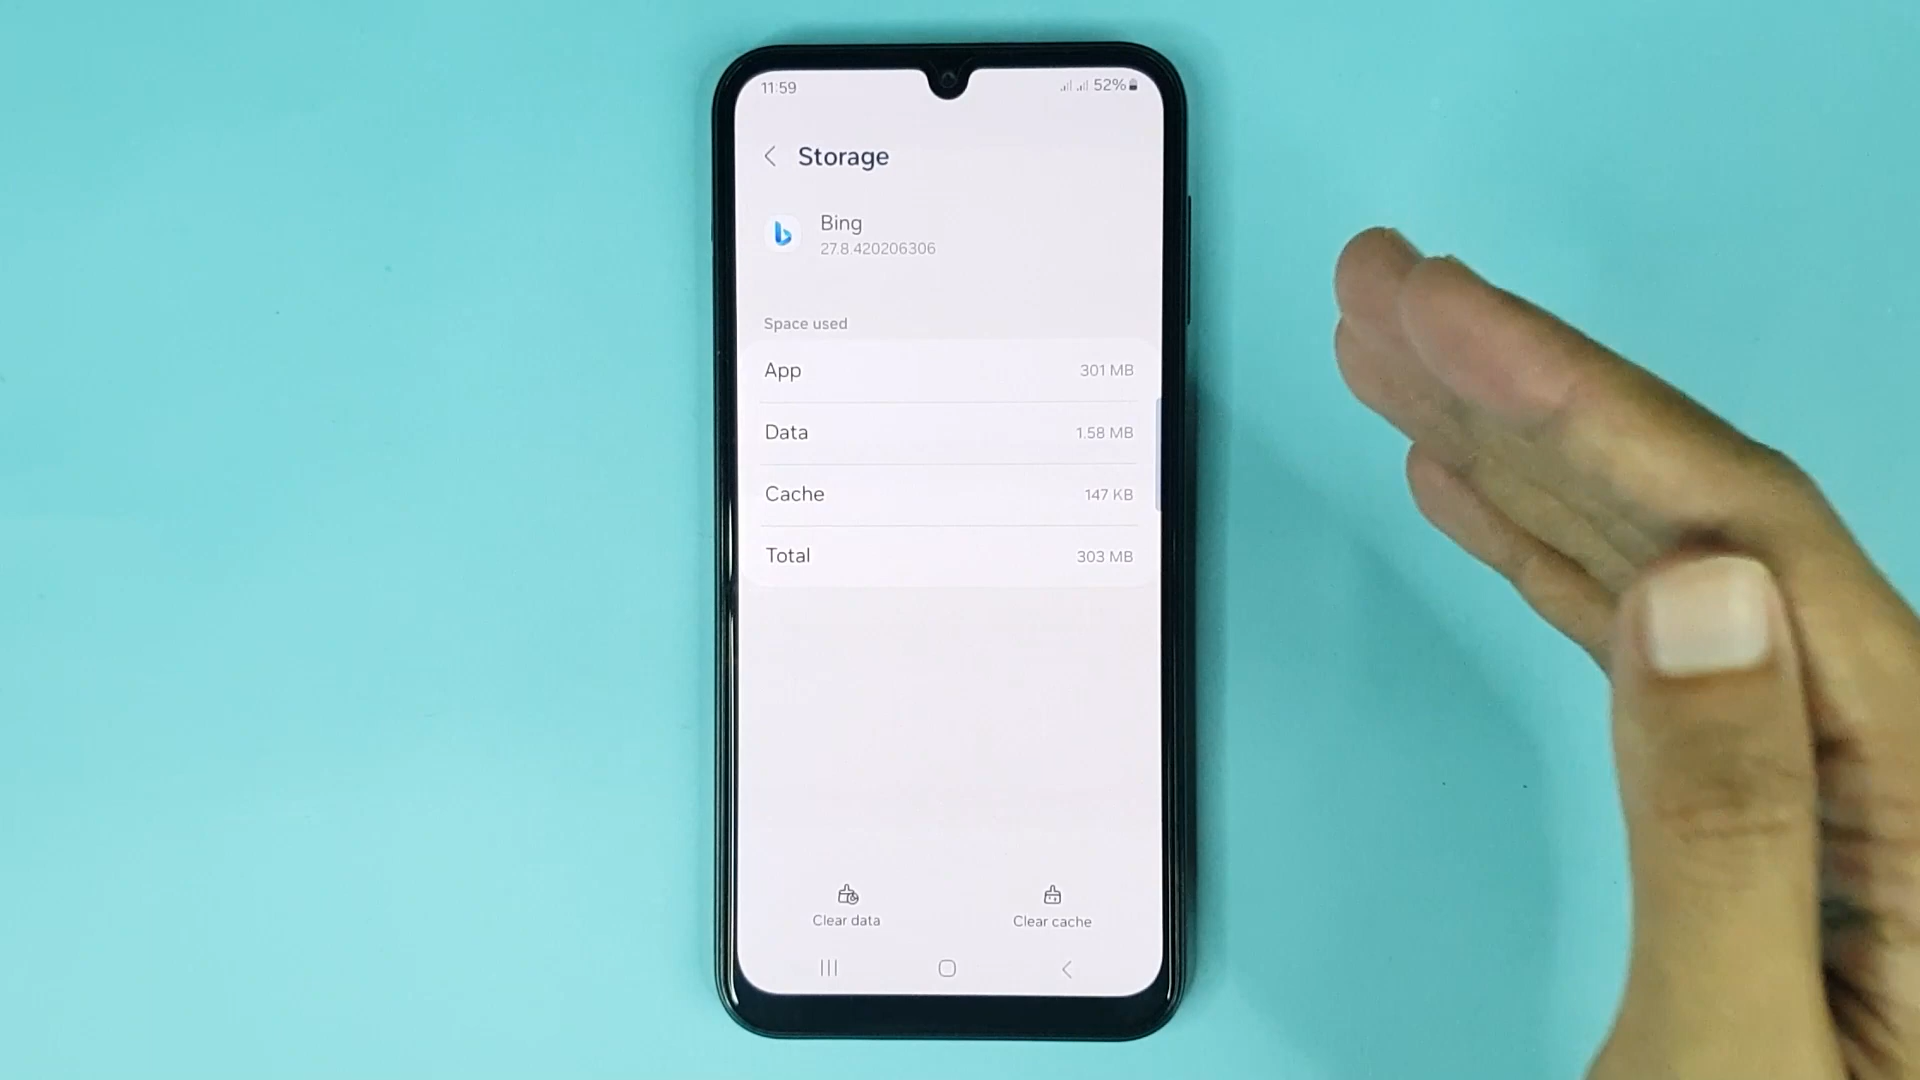 11:59
52%
Storage
Bing
27.8.420206306
Space used
App 301 MB
Data 1.58 MB
Cache 147 KB
Total 303 MB
Clear data Clear cache